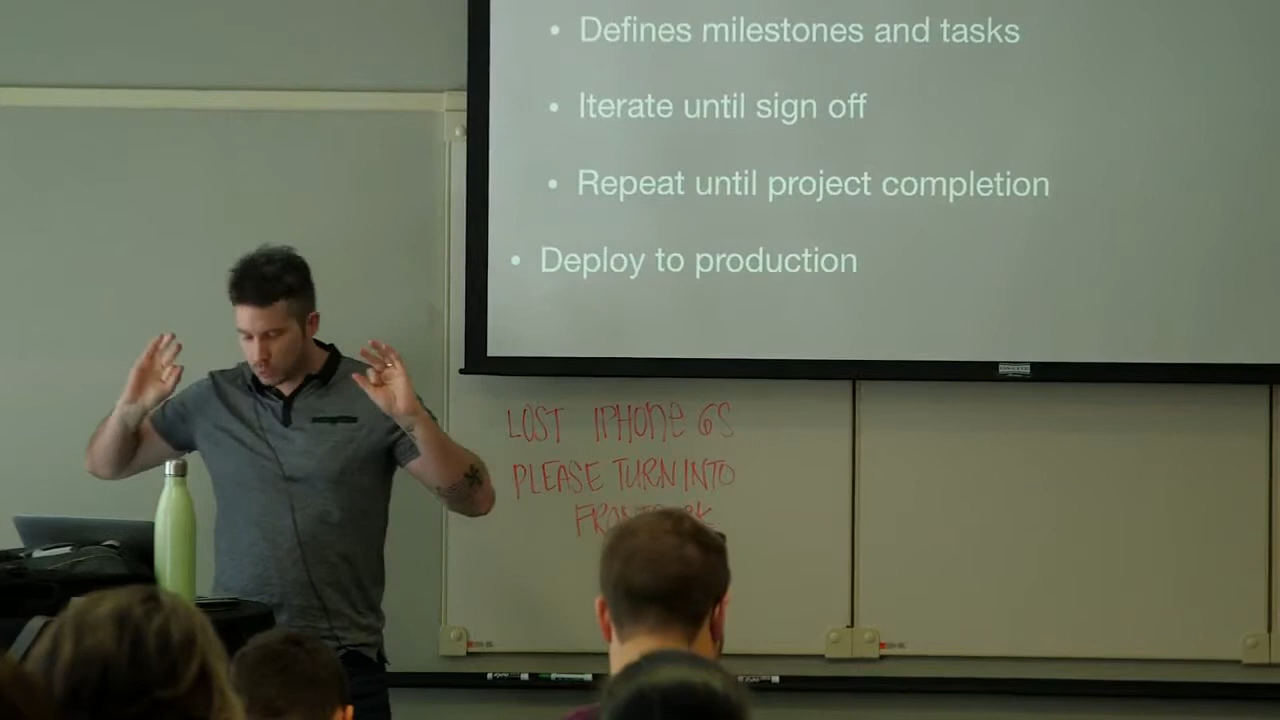 • Defines milestones and tasks
• Iterate until sign off
• Repeat until project completion
• Deploy to production
LOST IPHONE 6S
PLEASE TURN INTO